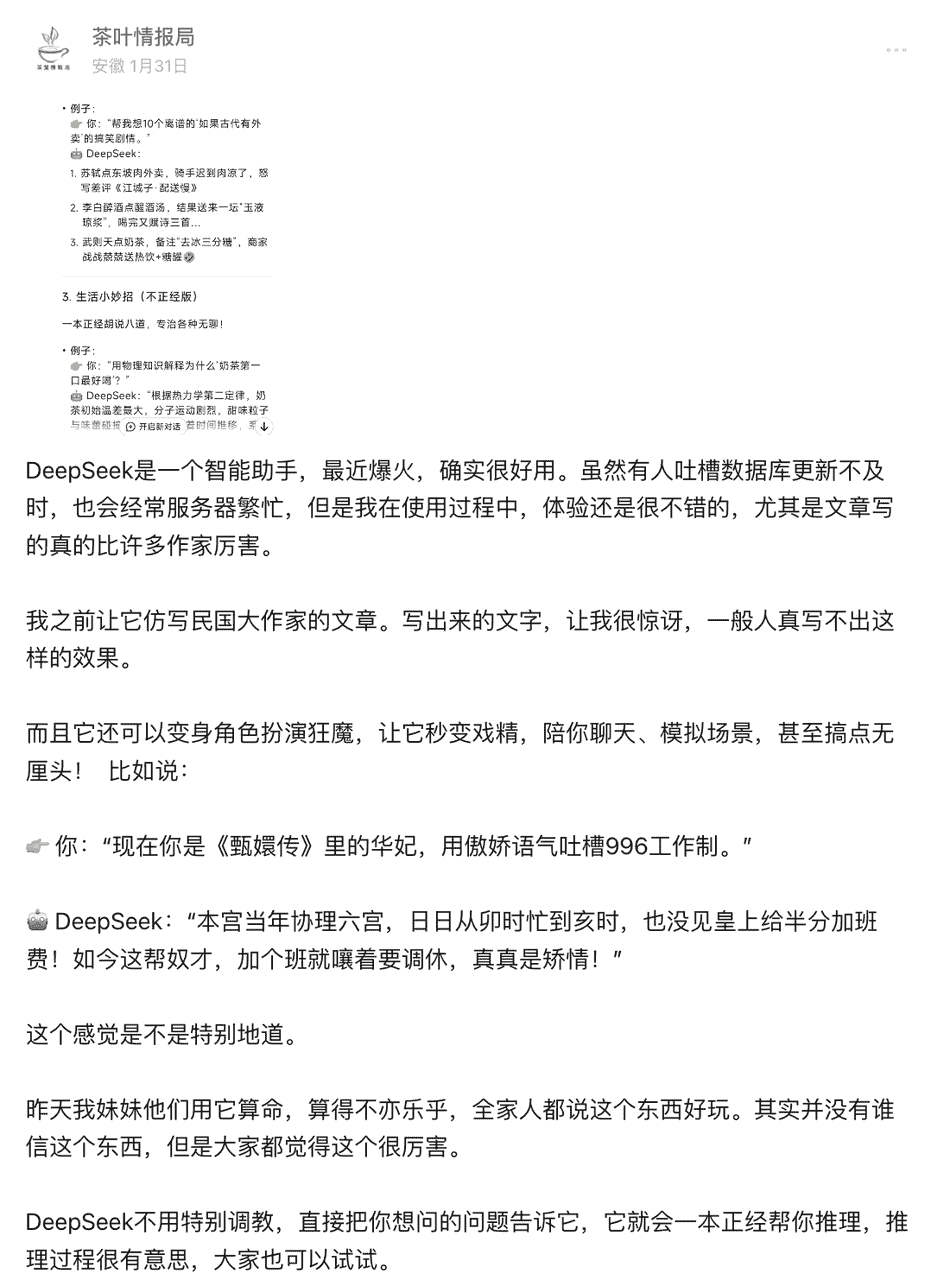 茶叶情报局
安徽 1月31日
• 例子：
👉 你：“帮我想10个离谱的‘如果古代有外
卖’的搞笑剧情。”
🤖 DeepSeek：
1. 苏轼点东坡肉外卖，骑手迟到肉凉了，怒
写差评《江城子·配送慢》
2. 李白醉酒点醒酒汤，结果送来一坛“玉液
琼浆”，喝完又赋诗三首...
3. 武则天点奶茶，备注“去冰三分糖”，商家
战战兢兢送热饮+糖罐🤣
3. 生活小妙招（不正经版）
一本正经胡说八道，专治各种无聊！
• 例子：
👉 你：“用物理知识解释为什么‘奶茶第一
口最好喝’？”
🤖 DeepSeek：“根据热力学第二定律，奶
茶初始温差最大，分子运动剧烈，甜味粒子
与味蕾碰撞 开启新对话 着时间推移，系
DeepSeek是一个智能助手，最近爆火，确实很好用。虽然有人吐槽数据库更新不及
时，也会经常服务器繁忙，但是我在使用过程中，体验还是很不错的，尤其是文章写
的真的比许多作家厉害。
我之前让它仿写民国大作家的文章。写出来的文字，让我很惊讶，一般人真写不出这
样的效果。
而且它还可以变身角色扮演狂魔，让它秒变戏精，陪你聊天、模拟场景，甚至搞点无
厘头！ 比如说：
👉 你：“现在你是《甄嬛传》里的华妃，用傲娇语气吐槽996工作制。”
🤖 DeepSeek：“本宫当年协理六宫，日日从卯时忙到亥时，也没见皇上给半分加班
费！如今这帮奴才，加个班就嚷着要调休，真真是矫情！”
这个感觉是不是特别地道。
昨天我妹妹他们用它算命，算得不亦乐乎，全家人都说这个东西好玩。其实并没有谁
信这个东西，但是大家都觉得这个很厉害。
DeepSeek不用特别调教，直接把你想问的问题告诉它，它就会一本正经帮你推理，推
理过程很有意思，大家也可以试试。